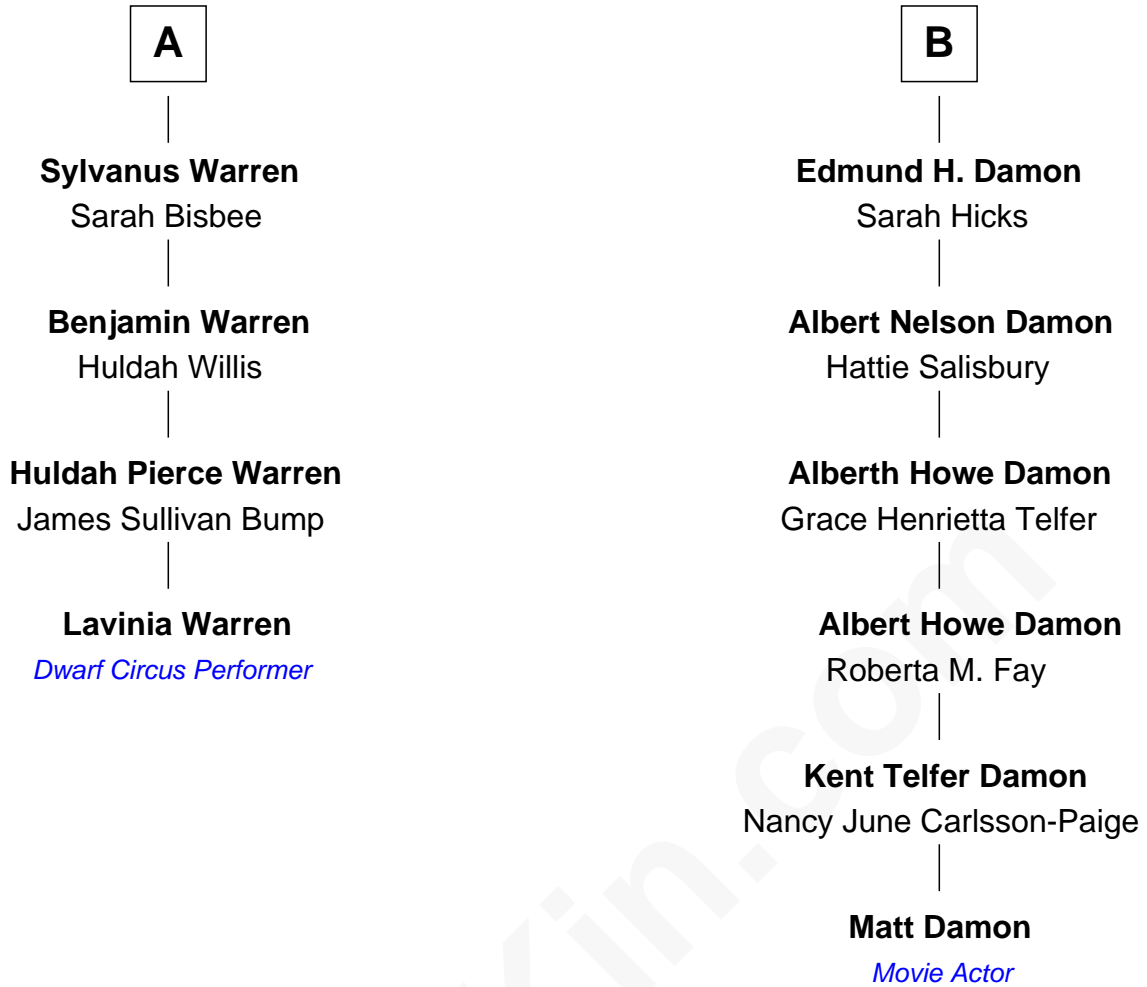 A
Sylvanus Warren
Sarah Bisbee
Benjamin Warren
Huldah Willis
Huldah Pierce Warren
James Sullivan Bump
Lavinia Warren
Dwarf Circus Performer
B
Edmund H. Damon
Sarah Hicks
Albert Nelson Damon
Hattie Salisbury
Alberth Howe Damon
Grace Henrietta Telfer
Albert Howe Damon
Roberta M. Fay
Kent Telfer Damon
Nancy June Carlsson-Paige
Matt Damon
Movie Actor